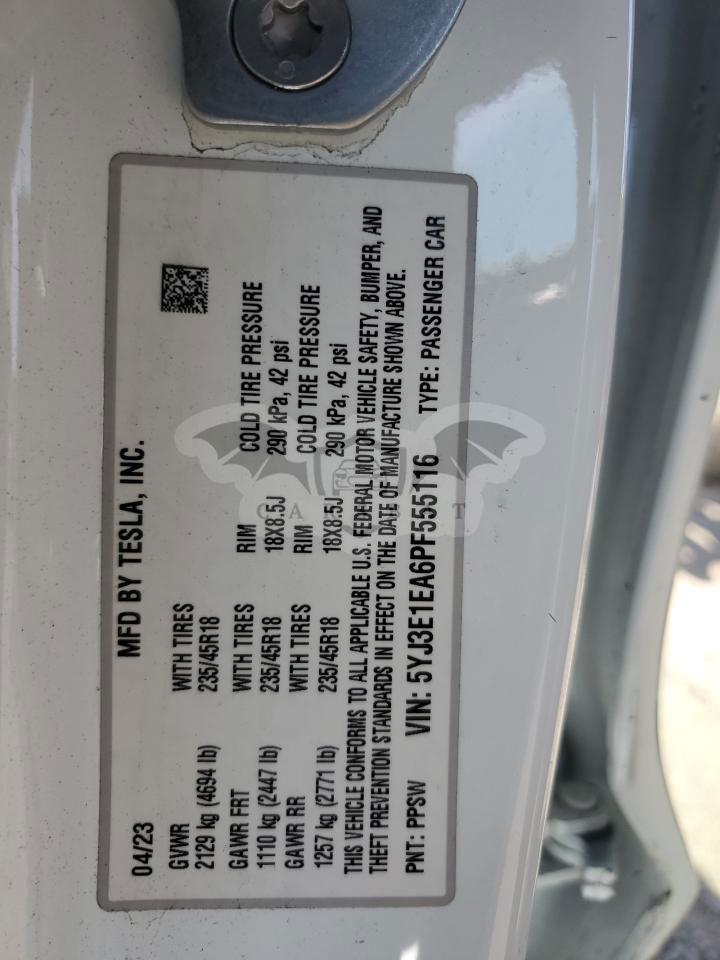 MFD BY TESLA, INC.
04/23
GVWR WITH TIRES RIM COLD TIRE PRESSURE
2129 kg (4694 lb) 235/45R18
GAWR FRT WITH TIRES RIM COLD TIRE PRESSURE
1110 kg (2447 lb) 235/45R18 18X8.5J 290 kPa, 42 psi
GAWR RR WITH TIRES RIM COLD TIRE PRESSURE
1257 kg (2771 lb) 235/45R18 18X8.5J 290 kPa, 42 psi
THIS VEHICLE CONFORMS TO ALL APPLICABLE U.S. FEDERAL MOTOR VEHICLE SAFETY, BUMPER, AND
THEFT PREVENTION STANDARDS IN EFFECT ON THE DATE OF MANUFACTURE SHOWN ABOVE.
PNT: PPSW VIN: 5YJ3E1EA6PF555116 TYPE: PASSENGER CAR